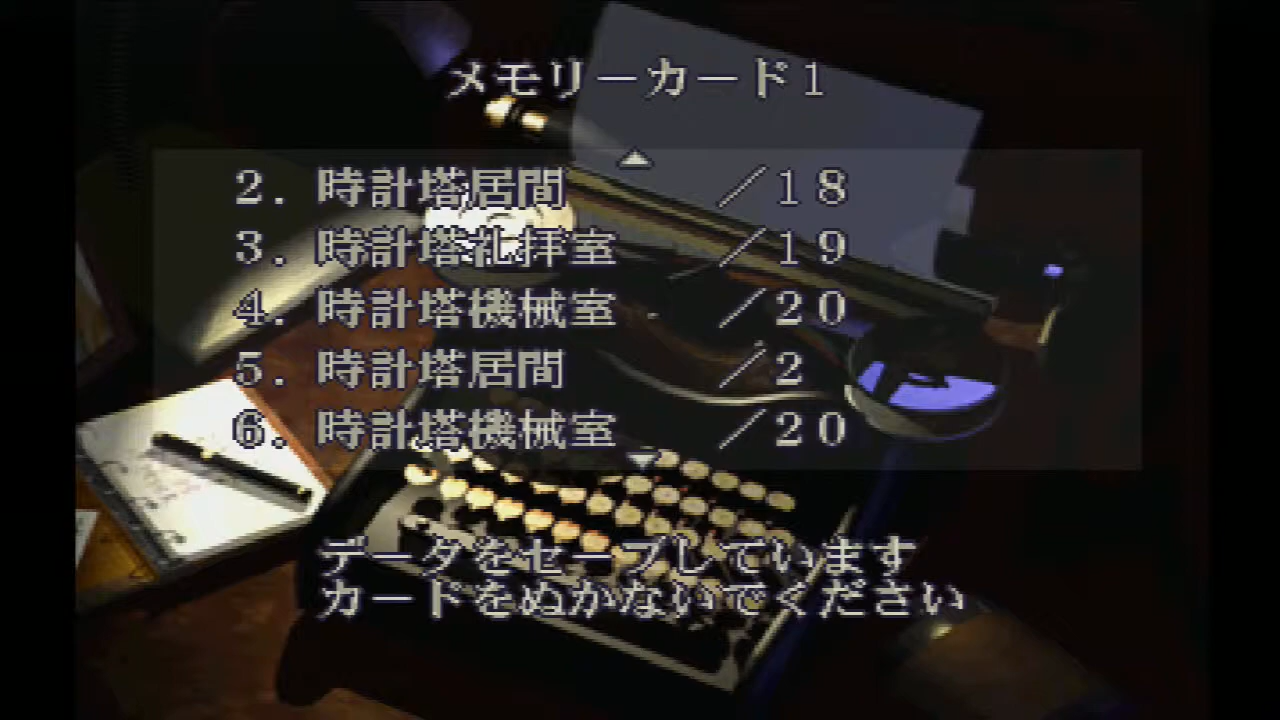 メモリーカード1
2. 時計塔居間 ／18
3. 時計塔礼拝室 ／19
4. 時計塔機械室 ／20
5. 時計塔居間 ／2
6. 時計塔機械室 ／20
データをセーブしています
カードをぬかないでください